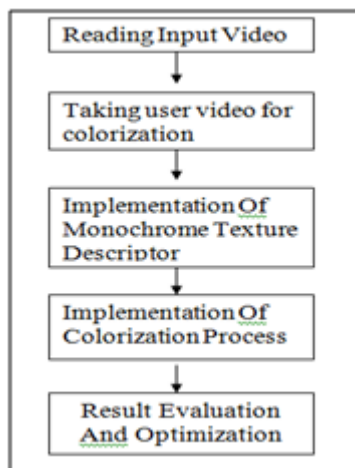 Reading Input Video
Taking user video for
colorization
Implementation Of
Monochrome Texture
Descriptor
Implementation Of
Colorization Process
Result Evaluation
And Optimization